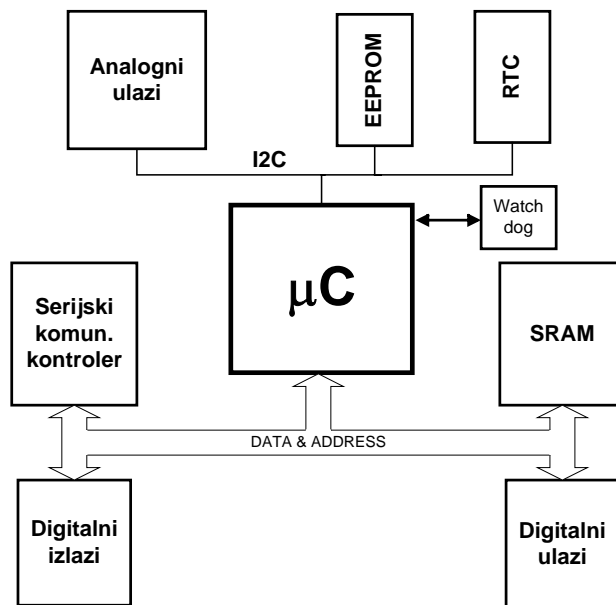 Analogni
ulazi
EEPROM
RTC
I2C
Watch
dog
μC
Serijski
komun.
kontroler
SRAM
DATA & ADDRESS
Digitalni
izlazi
Digitalni
ulazi